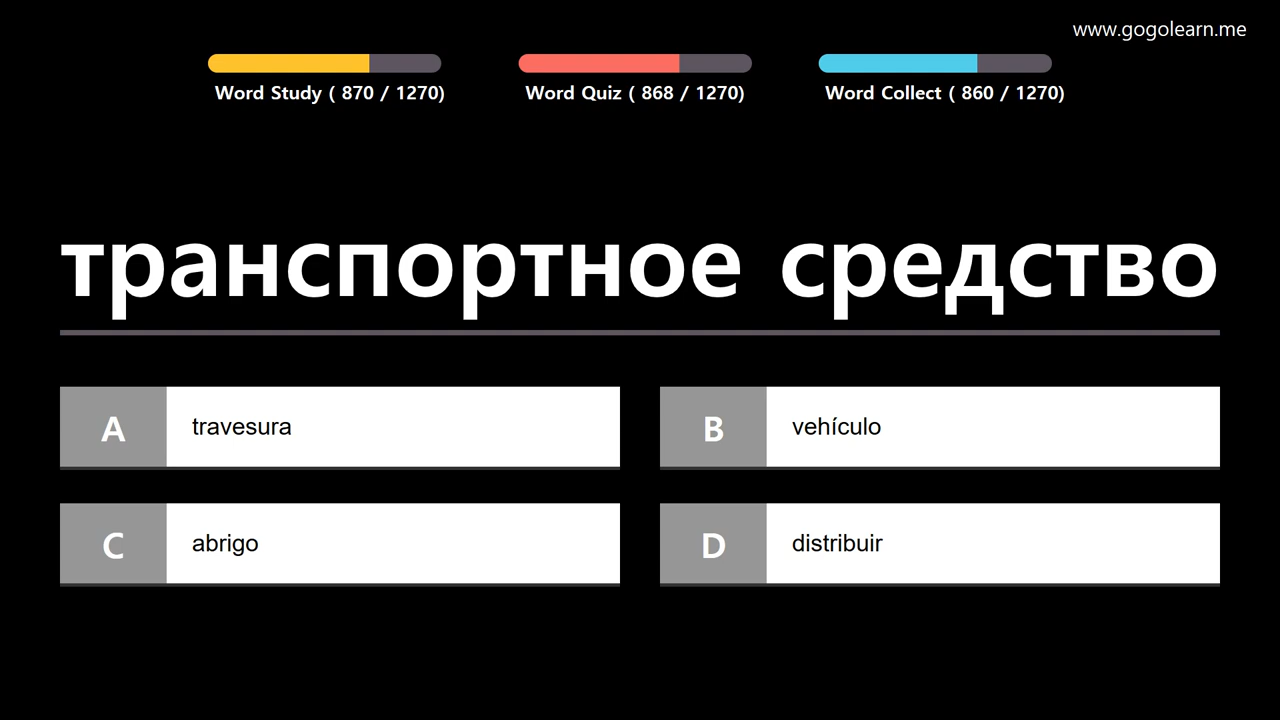 www.gogolearn.me
Word Study ( 870 / 1270)
Word Quiz ( 868 / 1270)
Word Collect ( 860 / 1270)
транспортное средство
A travesura
B vehículo
C abrigo
D distribuir